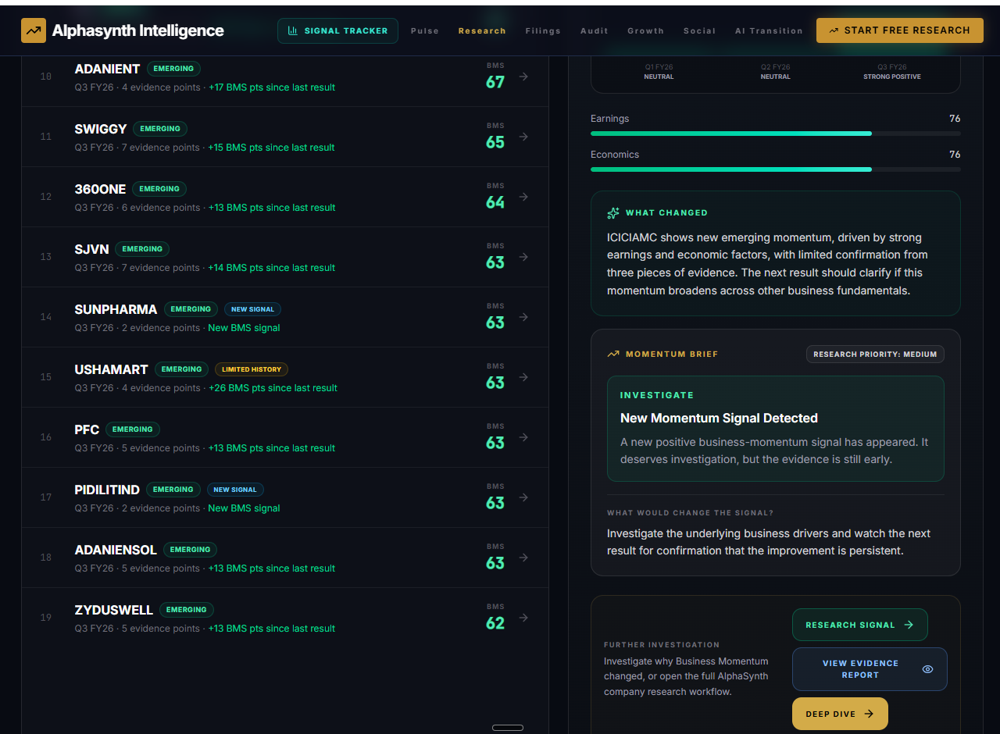 Alphasynth Intelligence
SIGNAL TRACKER
Pulse
Research
Filings
Audit
Growth
Social
AI Transition
START FREE RESEARCH
10
ADANIENT
EMERGING
Q3 FY26 · 4 evidence points · +17 BMS pts since last result
BMS
67
11
SWIGGY
EMERGING
Q3 FY26 · 7 evidence points · +15 BMS pts since last result
BMS
65
12
360ONE
EMERGING
Q3 FY26 · 6 evidence points · +13 BMS pts since last result
BMS
64
13
SJVN
EMERGING
Q3 FY26 · 7 evidence points · +14 BMS pts since last result
BMS
63
14
SUNPHARMA
EMERGING
NEW SIGNAL
Q3 FY26 · 2 evidence points · New BMS signal
BMS
63
15
USHAMART
EMERGING
LIMITED HISTORY
Q3 FY26 · 4 evidence points · +26 BMS pts since last result
BMS
63
16
PFC
EMERGING
Q3 FY26 · 5 evidence points · +13 BMS pts since last result
BMS
63
17
PIDILITIND
EMERGING
NEW SIGNAL
Q3 FY26 · 2 evidence points · New BMS signal
BMS
63
18
ADANIENSOL
EMERGING
Q3 FY26 · 5 evidence points · +13 BMS pts since last result
BMS
63
19
ZYDUSWELL
EMERGING
Q3 FY26 · 5 evidence points · +13 BMS pts since last result
BMS
62
Q1 FY26
NEUTRAL
Q2 FY26
NEUTRAL
Q3 FY26
STRONG POSITIVE
Earnings
76
Economics
76
WHAT CHANGED
ICICIAMC shows new emerging momentum, driven by strong
earnings and economic factors, with limited confirmation from
three pieces of evidence. The next result should clarify if this
momentum broadens across other business fundamentals.
MOMENTUM BRIEF
RESEARCH PRIORITY: MEDIUM
INVESTIGATE
New Momentum Signal Detected
A new positive business-momentum signal has appeared. It
deserves investigation, but the evidence is still early.
WHAT WOULD CHANGE THE SIGNAL?
Investigate the underlying business drivers and watch the next
result for confirmation that the improvement is persistent.
FURTHER INVESTIGATION
Investigate why Business Momentum
changed, or open the full AlphaSynth
company research workflow.
RESEARCH SIGNAL
VIEW EVIDENCE
REPORT
DEEP DIVE